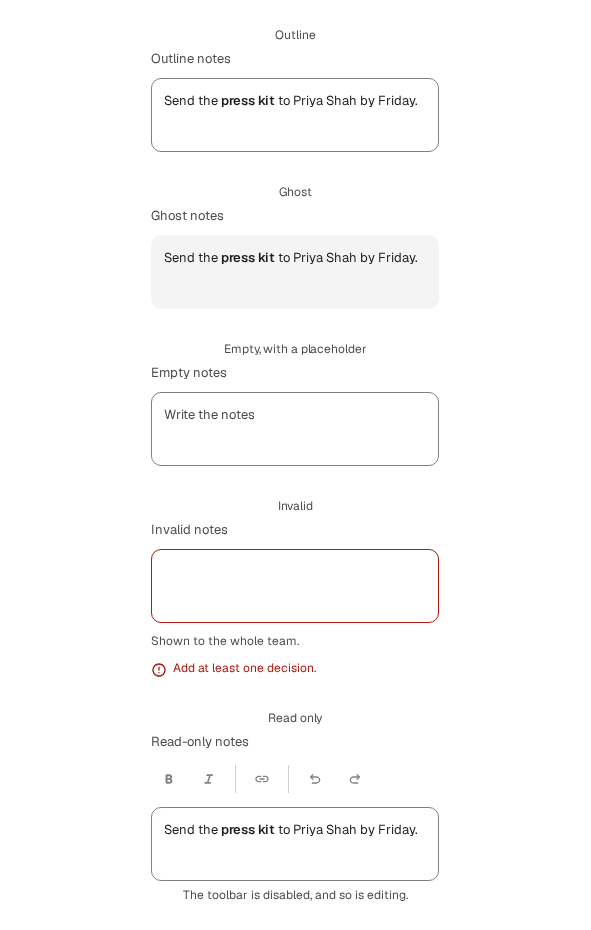 Outline
Outline notes
Send the press kit to Priya Shah by Friday.
Ghost
Ghost notes
Send the press kit to Priya Shah by Friday.
Empty, with a placeholder
Empty notes
Write the notes
Invalid
Invalid notes
Shown to the whole team.
Add at least one decision.
Read only
Read-only notes
B I
Send the press kit to Priya Shah by Friday.
The toolbar is disabled, and so is editing.